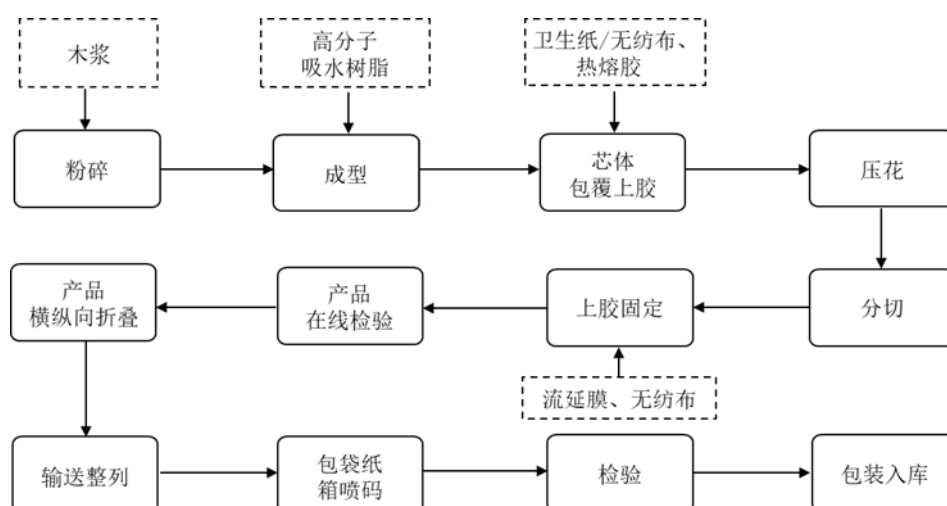 木浆
高分子
吸水树脂
卫生纸/无纺布、
热熔胶
粉碎
成型
芯体
包覆上胶
压花
产品
横纵向折叠
产品
在线检验
上胶固定
分切
流延膜、无纺布
输送整列
包袋纸
箱喷码
检验
包装入库